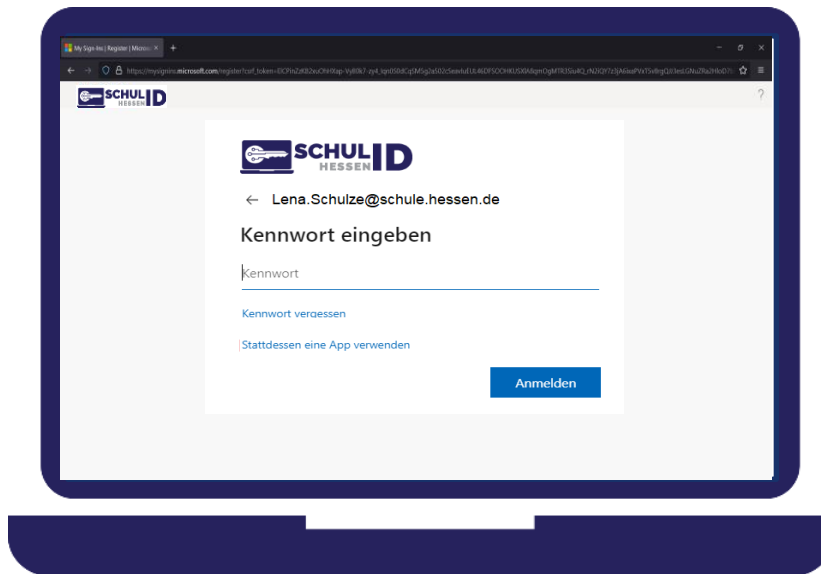 My Sign-Ins | Register | Microso
SCHUL ID
HESSEN
?
SCHUL ID
HESSEN
← Lena.Schulze@schule.hessen.de
Kennwort eingeben
Kennwort
Kennwort vergessen
Stattdessen eine App verwenden
Anmelden